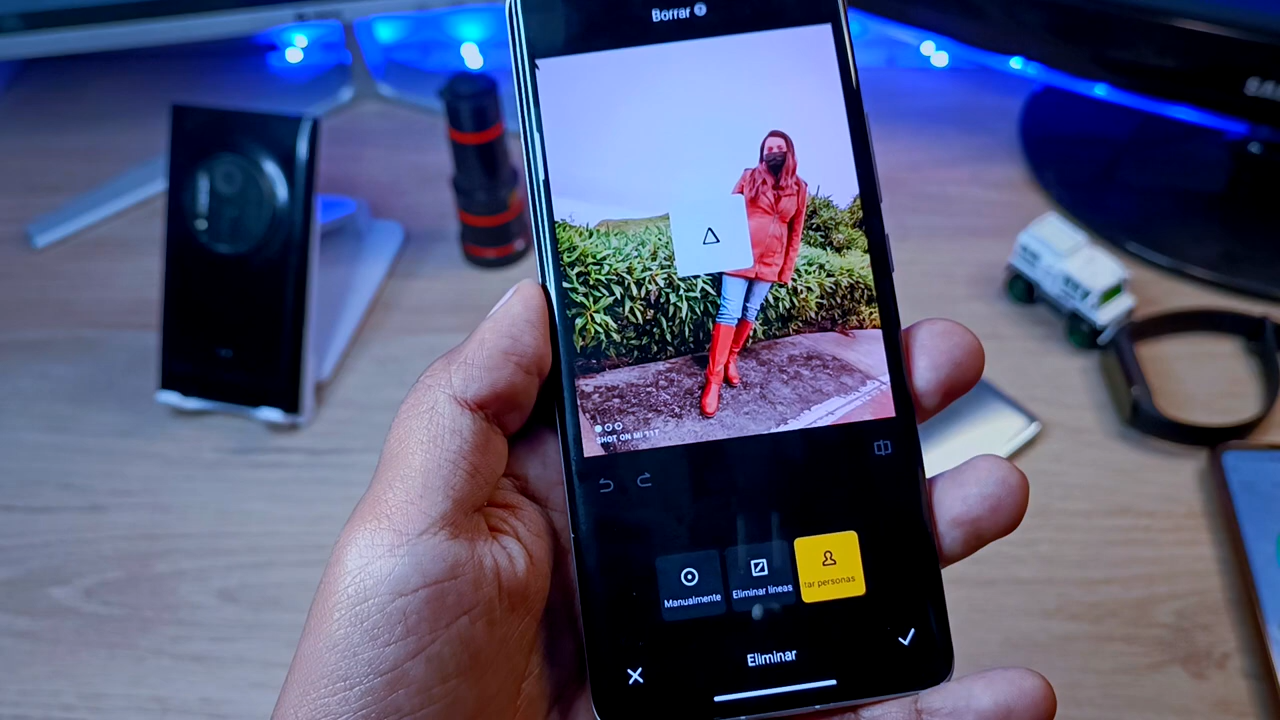 Borrar ?
SHOT ON MI 11T
Manualmente
Eliminar líneas
tar personas
Eliminar